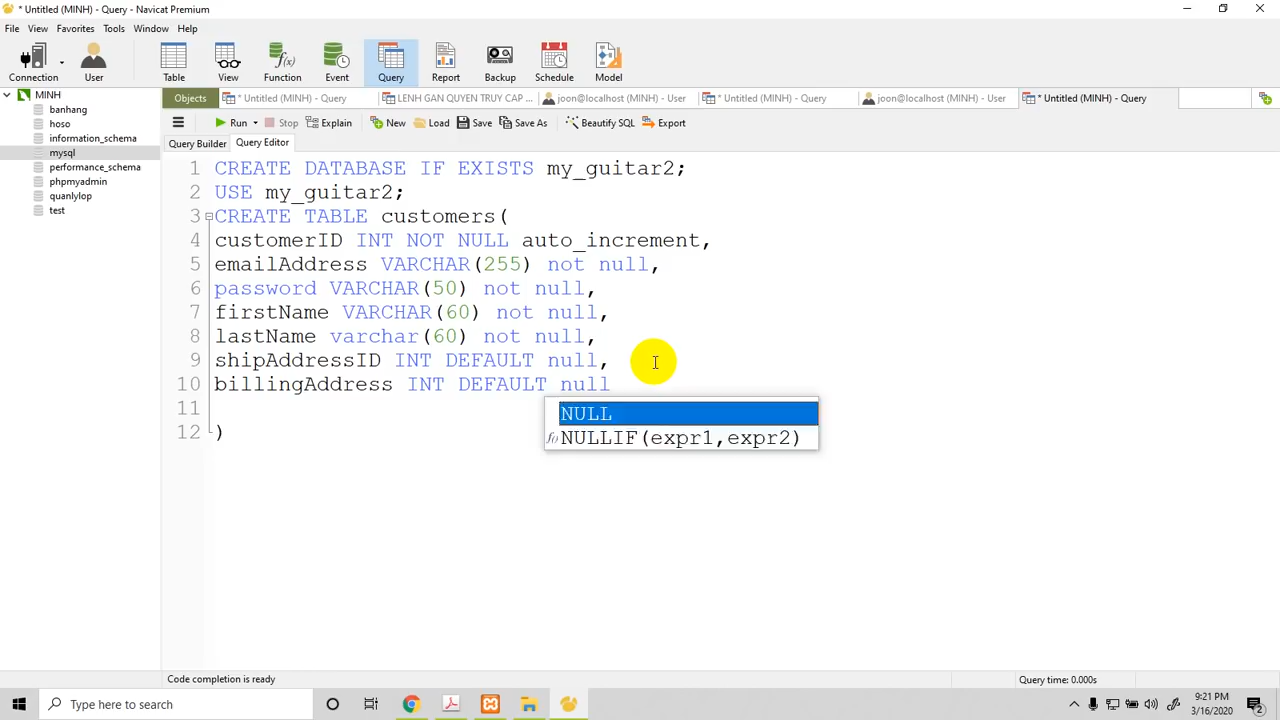 * Untitled (MINH) - Query - Navicat Premium
File View Favorites Tools Window Help
Connection User Table View Function Event Query Report Backup Schedule Model
MINH
banhang
hoso
information_schema
mysql
performance_schema
phpmyadmin
quanlylop
test
Objects * Untitled (MINH) - Query LENH GAN QUYEN TRUY CAP ... joon@localhost (MINH) - User * Untitled (MINH) - Query joon@localhost (MINH) - User * Untitled (MINH) - Query
Run Stop Explain New Load Save Save As Beautify SQL Export
Query Builder Query Editor
1 CREATE DATABASE IF EXISTS my_guitar2;
2 USE my_guitar2;
3 CREATE TABLE customers(
4 customerID INT NOT NULL auto_increment,
5 emailAddress VARCHAR(255) not null,
6 password VARCHAR(50) not null,
7 firstName VARCHAR(60) not null,
8 lastName varchar(60) not null,
9 shipAddressID INT DEFAULT null,
10 billingAddress INT DEFAULT null
11
12 )
NULL
f() NULLIF(expr1,expr2)
Code completion is ready Query time: 0.000s
Type here to search
9:21 PM
3/16/2020
2